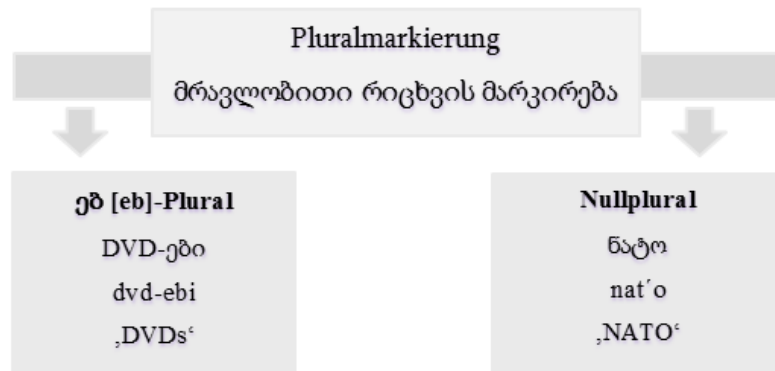 Pluralmarkierung
მრავლობითი რიცხვის მარკირება
ებ [eb]-Plural
DVD-ები
dvd-ebi
‚DVDs‘
Nullplural
ნატო
nat´o
‚NATO‘